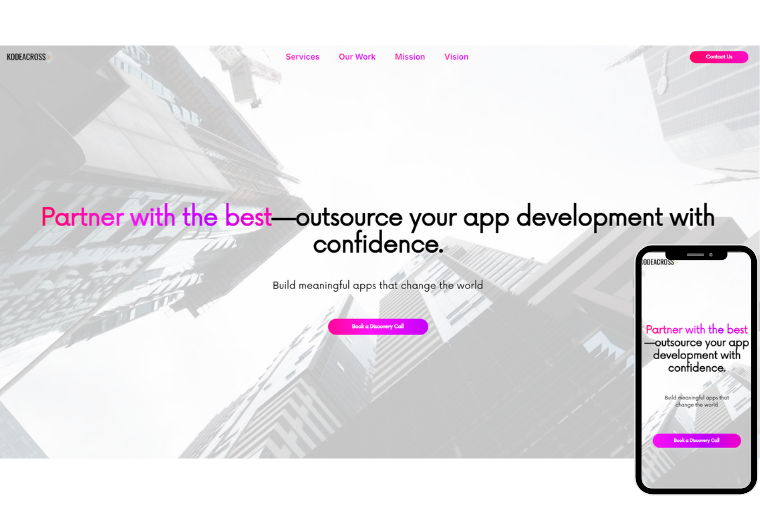 KODEACROSS
Services Our Work Mission Vision
Contact Us
Partner with the best—outsource your app development with
confidence.
Build meaningful apps that change the world
Book a Discovery Call
KODEACROSS
Partner with the best
—outsource your app
development with
confidence.
Build meaningful apps that
change the world
Book a Discovery Call